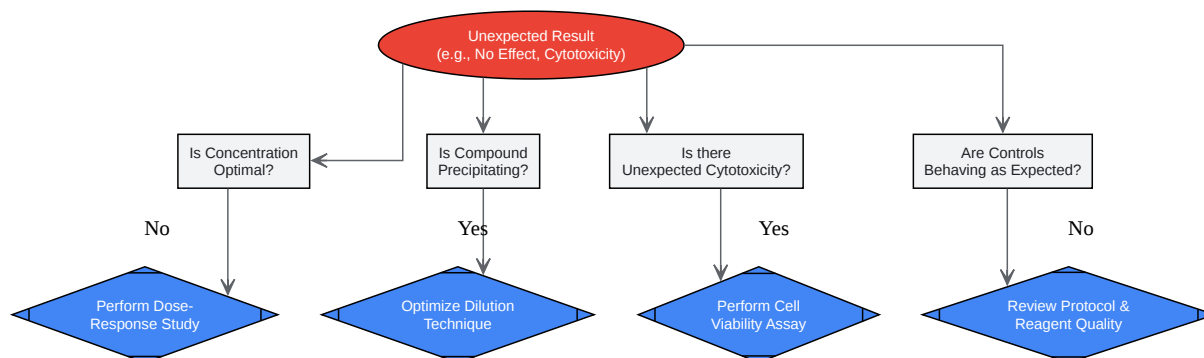 Unexpected Result
(e.g., No Effect, Cytotoxicity)
Is Concentration
Optimal?
Is Compound
Precipitating?
Is there
Unexpected Cytotoxicity?
Are Controls
Behaving as Expected?
No
Yes
Yes
No
Perform Dose-
Response Study
Optimize Dilution
Technique
Perform Cell
Viability Assay
Review Protocol &
Reagent Quality